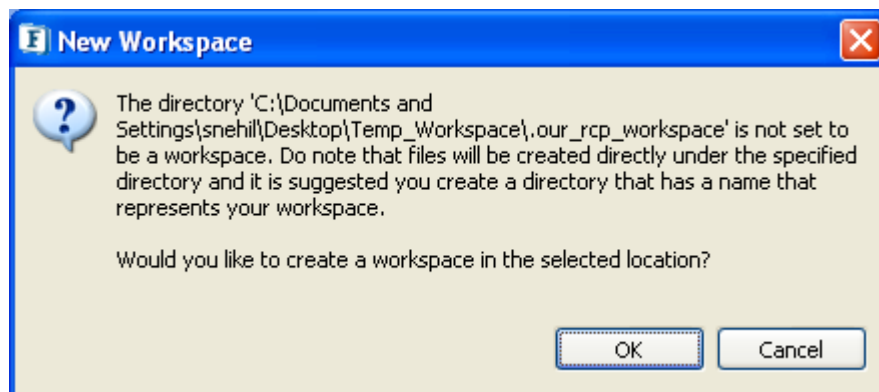 New Workspace
The directory 'C:\Documents and
Settings\snehil\Desktop\Temp_Workspace\.our_rcp_workspace' is not set to
be a workspace. Do note that files will be created directly under the specified
directory and it is suggested you create a directory that has a name that
represents your workspace.
Would you like to create a workspace in the selected location?
OK Cancel